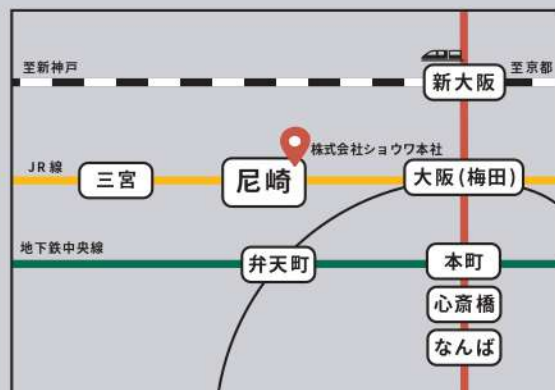 至新神戸
至京都
新大阪
株式会社ショウワ本社
JR線
三宮
尼崎
大阪(梅田)
地下鉄中央線
弁天町
本町
心斎橋
なんば